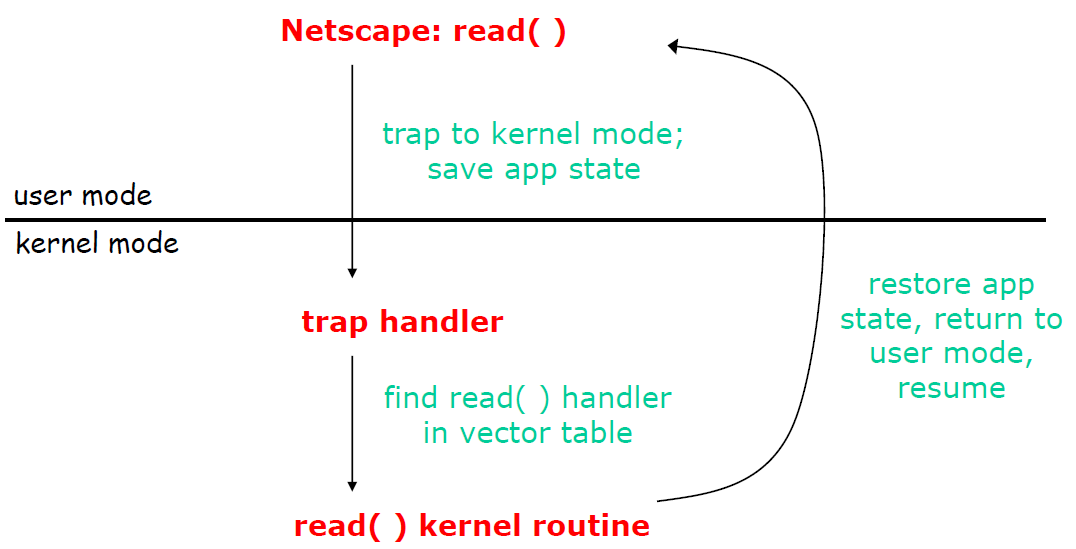 Netscape: read( )
trap to kernel mode;
save app state
user mode
kernel mode
trap handler
restore app
state, return to
user mode,
resume
find read( ) handler
in vector table
read( ) kernel routine